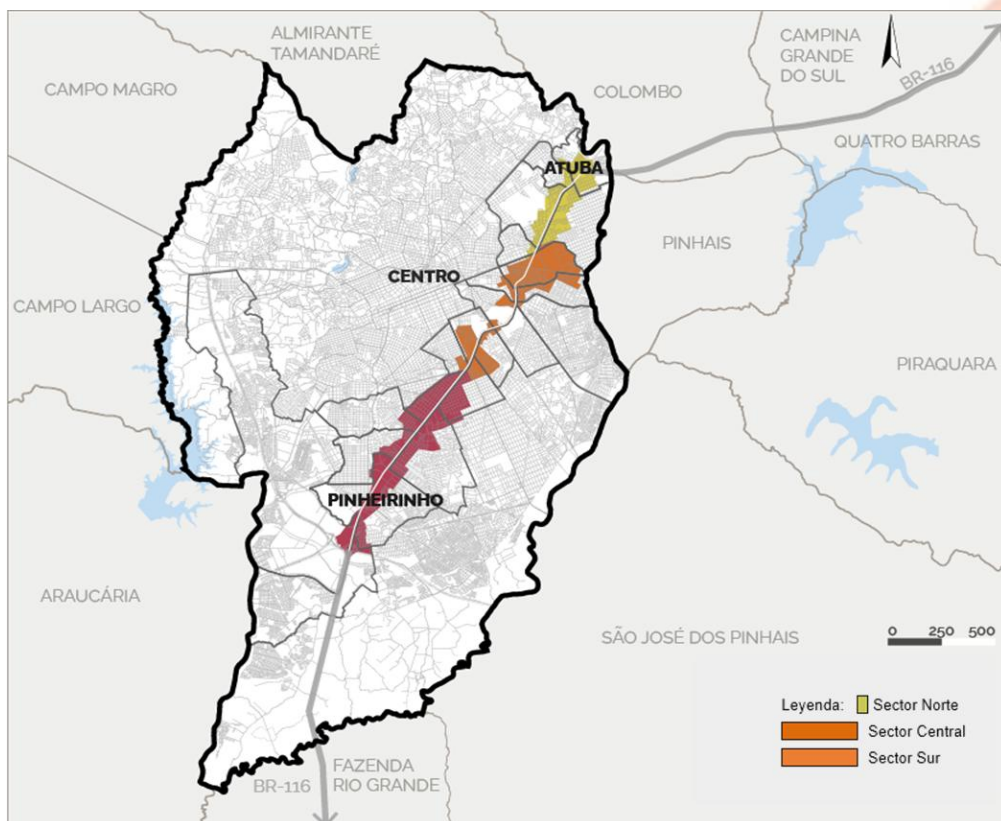 ALMIRANTE
TAMANDARÉ
CAMPINA
GRANDE
DO SUL
BR-116
CAMPO MAGRO
COLOMBO
QUATRO BARRAS
ATUBA
PINHAIS
CENTRO
CAMPO LARGO
PIRAQUARA
PINHEIRINHO
ARAUCÁRIA
SÃO JOSÉ DOS PINHAIS
0 250 500
Leyenda: Sector Norte
Sector Central
Sector Sur
FAZENDA
RIO GRANDE
BR-116